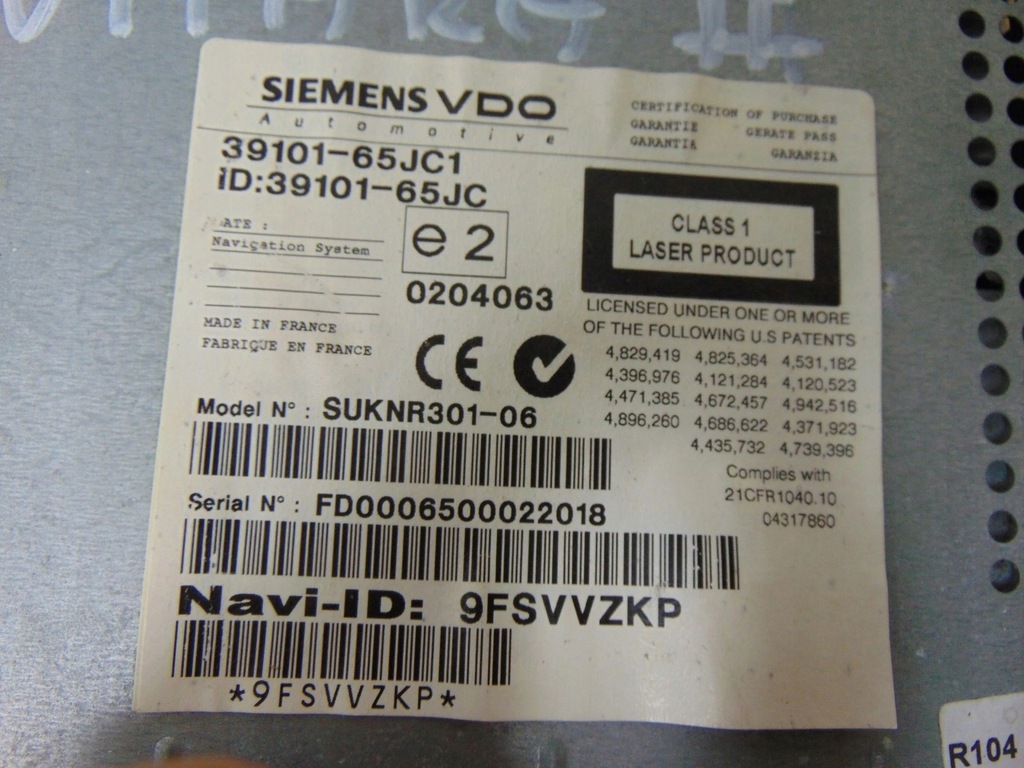 SIEMENS VDO
Automotive
CERTIFICATION OF PURCHASE
GARANTIE GERATE PASS
GARANTIA GARANZIA
39101-65JC1
ID:39101-65JC
ATE :
Navigation System
e2
0204063
MADE IN FRANCE
FABRIQUE EN FRANCE
CE
CLASS 1
LASER PRODUCT
LICENSED UNDER ONE OR MORE
OF THE FOLLOWING U.S PATENTS
4,829,419 4,825,364 4,531,182
4,396,976 4,121,284 4,120,523
4,471,385 4,672,457 4,942,516
4,896,260 4,686,622 4,371,923
4,435,732 4,739,396
Complies with
21CFR1040.10
04317860
Model N° : SUKNR301-06
Serial N° : FD0006500022018
Navi-ID: 9FSVVZKP
*9FSVVZKP*
R104